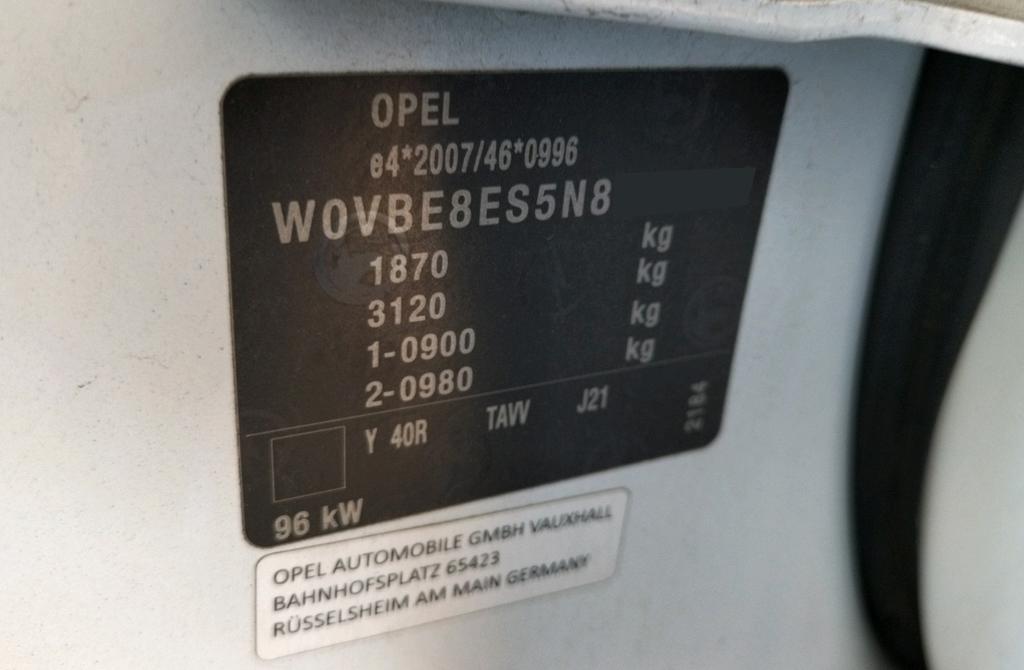 OPEL
e4*2007/46*0996
W0VBE8ES5N8
1870 kg
3120 kg
1-0900 kg
2-0980 kg
Y 40R TAVV J21
2184
96 kW
OPEL AUTOMOBILE GMBH VAUXHALL
BAHNHOFSPLATZ 65423
RÜSSELSHEIM AM MAIN GERMANY